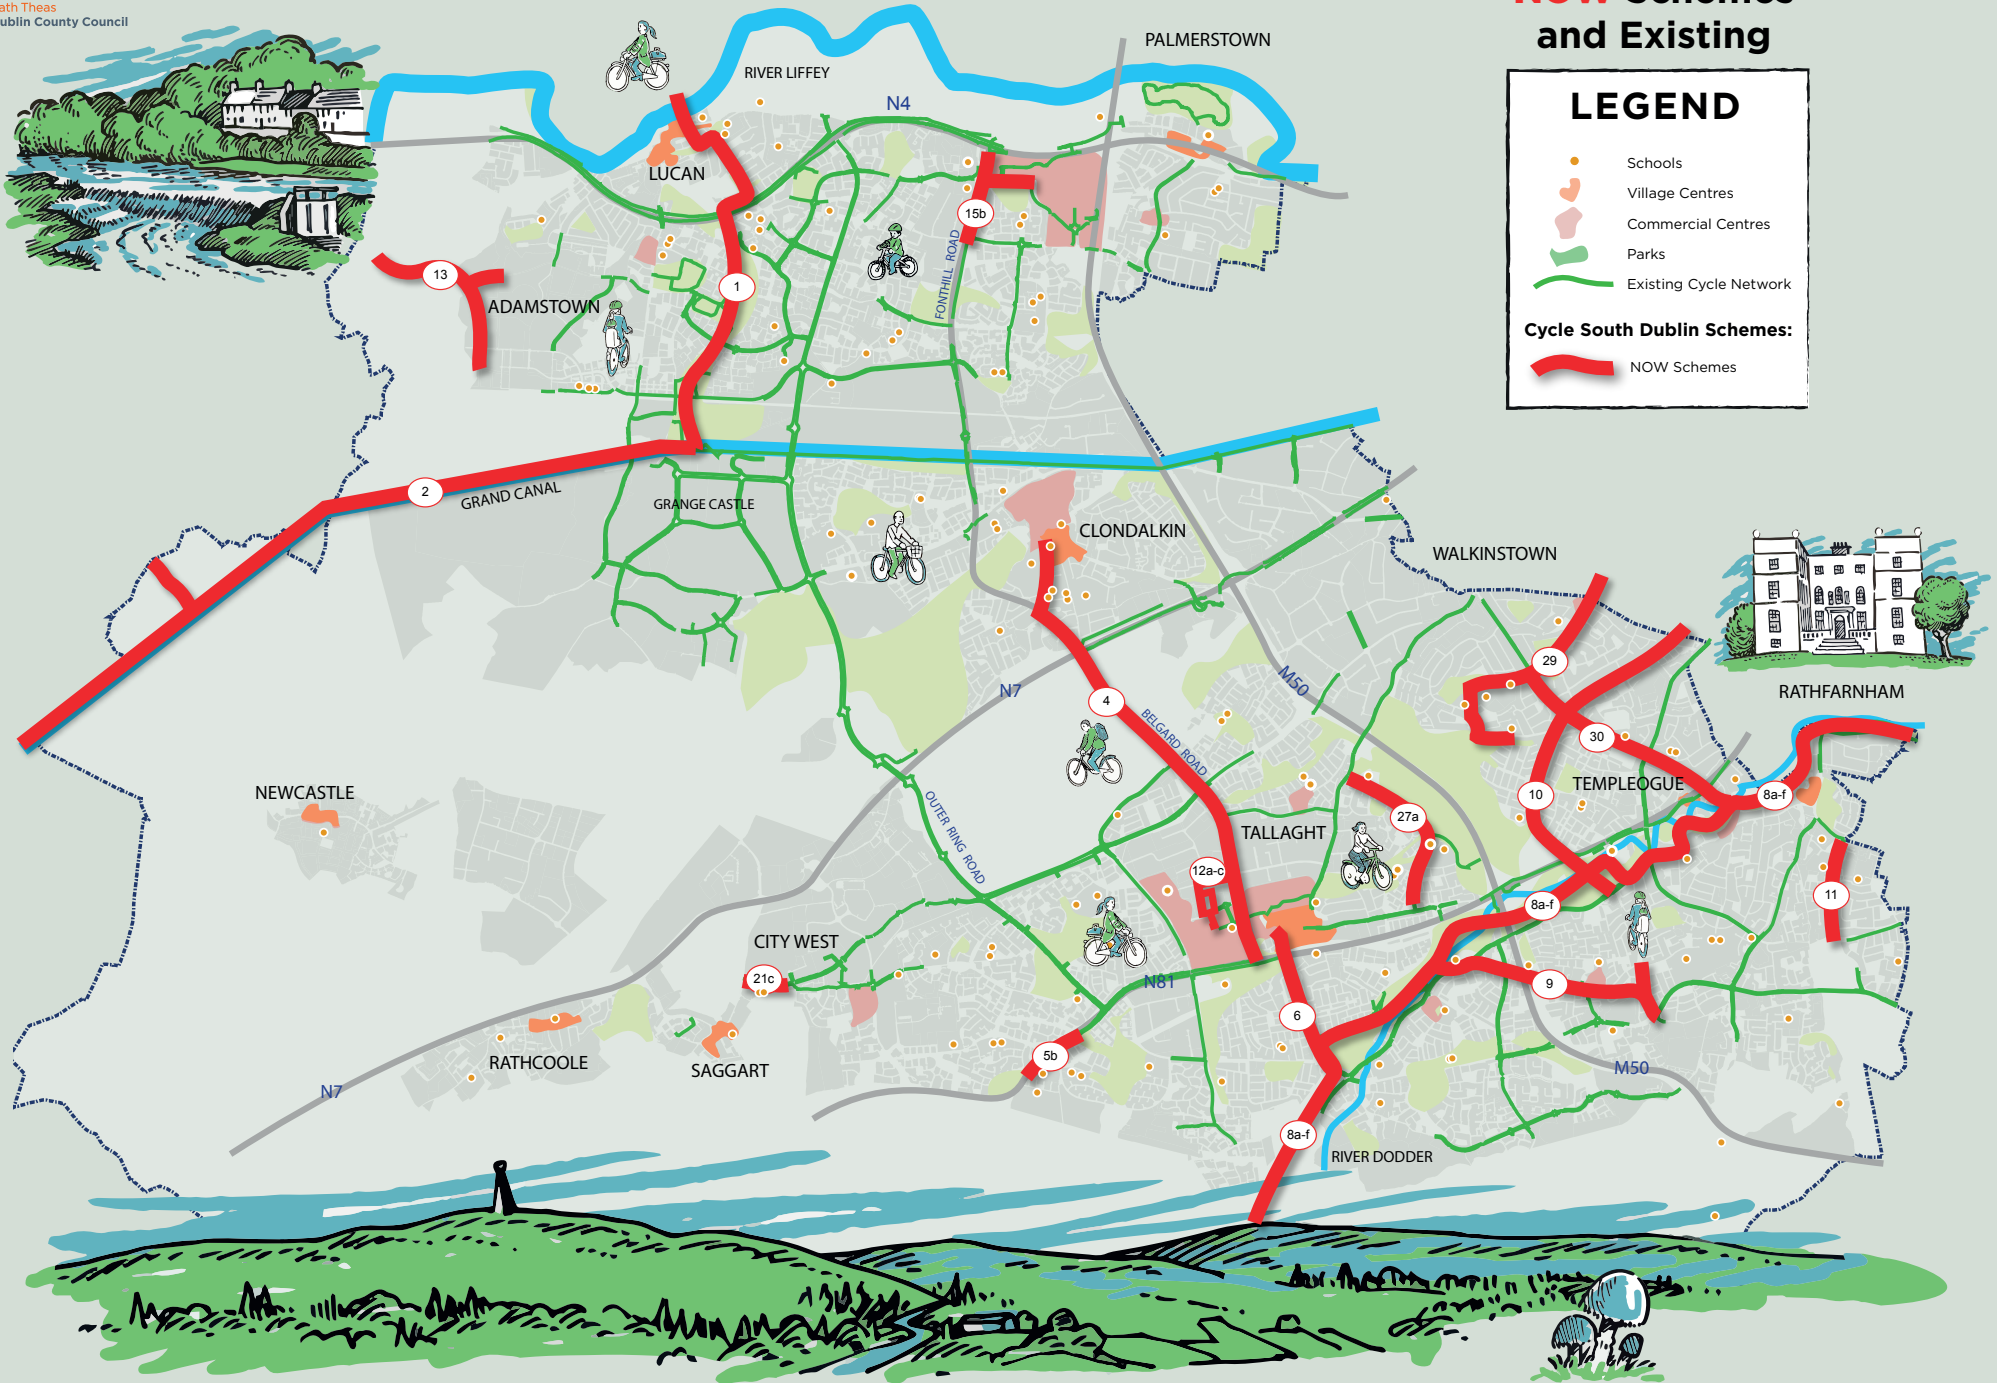 ath Theas
ublin County Council
NOW Schemes
and Existing
LEGEND
Schools
Village Centres
Commercial Centres
Parks
Existing Cycle Network
Cycle South Dublin Schemes:
NOW Schemes
PALMERSTOWN
RIVER LIFFEY
N4
LUCAN
15b
FONTHILL ROAD
13
1
ADAMSTOWN
2
GRAND CANAL
GRANGE CASTLE
CLONDALKIN
WALKINSTOWN
29
RATHFARNHAM
N7
M50
4
BELGARD ROAD
30
TEMPLEOGUE
10
8a-f
NEWCASTLE
OUTER RING ROAD
TALLAGHT
27a
12a-c
11
8a-f
CITY WEST
21c
N81
9
6
RATHCOOLE
SAGGART
5b
M50
N7
8a-f
RIVER DODDER